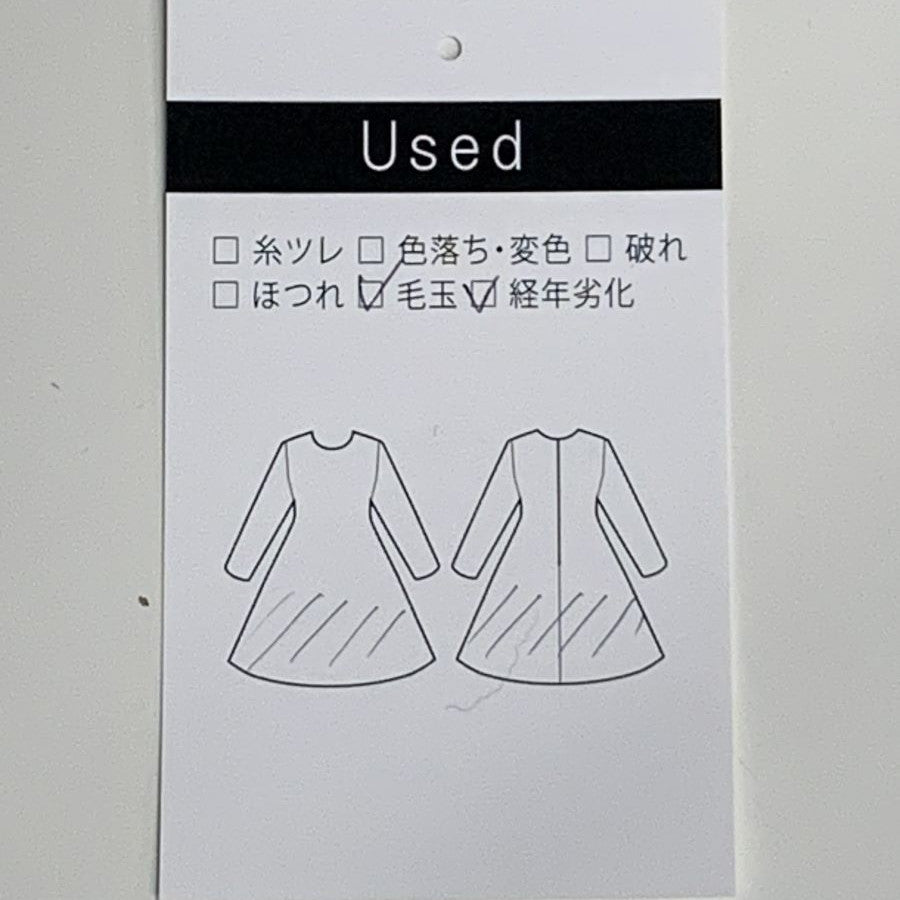 Used
□ 糸ツレ □ 色落ち・変色 □ 破れ
□ ほつれ ☑ 毛玉 ☑ 経年劣化